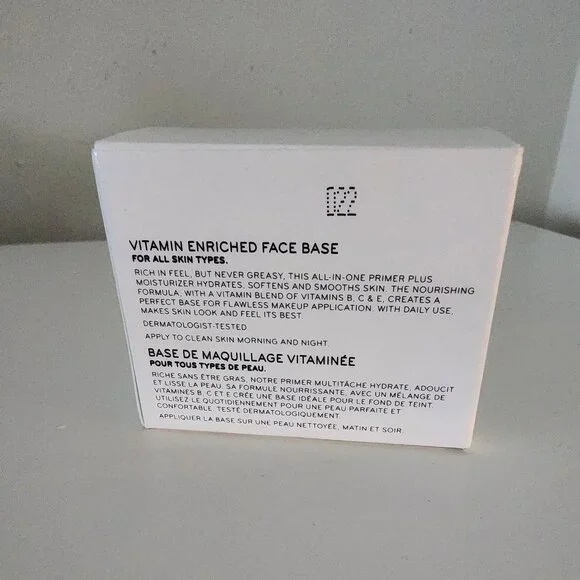 022
VITAMIN ENRICHED FACE BASE
FOR ALL SKIN TYPES.
RICH IN FEEL, BUT NEVER GREASY, THIS ALL-IN-ONE PRIMER PLUS
MOISTURIZER HYDRATES, SOFTENS AND SMOOTHS SKIN. THE NOURISHING
FORMULA, WITH A VITAMIN BLEND OF VITAMINS B, C & E, CREATES A
PERFECT BASE FOR FLAWLESS MAKEUP APPLICATION. WITH DAILY USE,
MAKES SKIN LOOK AND FEEL ITS BEST.
DERMATOLOGIST-TESTED
APPLY TO CLEAN SKIN MORNING AND NIGHT.
BASE DE MAQUILLAGE VITAMINÉE
POUR TOUS TYPES DE PEAU.
RICHE SANS ÊTRE GRAS, NOTRE PRIMER MULTITÂCHE HYDRATE, ADOUCIT
ET LISSE LA PEAU. SA FORMULE NOURRISSANTE, AVEC UN MÉLANGE DE
VITAMINES B, C ET E CRÉE UNE BASE IDÉALE POUR LE FOND DE TEINT.
UTILISEZ LE QUOTIDIENNEMENT POUR UNE PEAU PARFAITE ET
CONFORTABLE. TESTÉ DERMATOLOGIQUEMENT.
APPLIQUER LA BASE SUR UNE PEAU NETTOYÉE, MATIN ET SOIR.